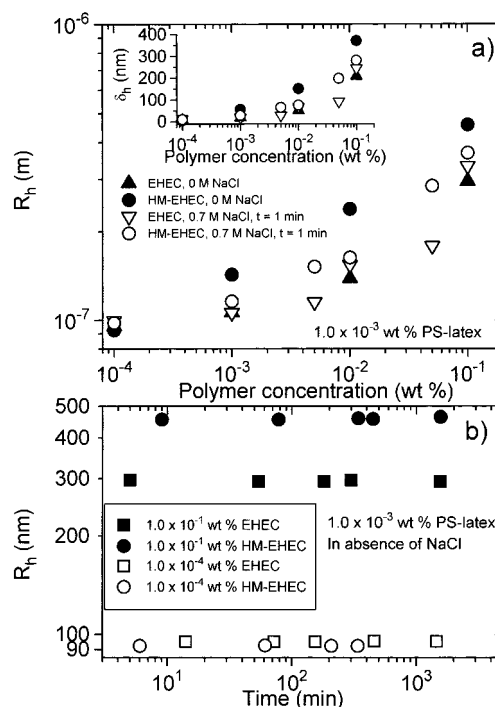 10⁻⁶
a)
400
300
200
100
0
δh (nm)
10⁻⁴ 10⁻³ 10⁻² 10⁻¹
Polymer concentration (wt %)
▲ EHEC, 0 M NaCl
● HM-EHEC, 0 M NaCl
▽ EHEC, 0.7 M NaCl, t = 1 min
○ HM-EHEC, 0.7 M NaCl, t = 1 min
Rh (m)
10⁻⁷
1.0 x 10⁻³ wt % PS-latex
10⁻⁴ 10⁻³ 10⁻² 10⁻¹
Polymer concentration (wt %)
500
b)
400
300
200
100
90
Rh (nm)
■ 1.0 x 10⁻¹ wt % EHEC
● 1.0 x 10⁻¹ wt % HM-EHEC
□ 1.0 x 10⁻⁴ wt % EHEC
○ 1.0 x 10⁻⁴ wt % HM-EHEC
1.0 x 10⁻³ wt % PS-latex
In absence of NaCl
10¹ 10² 10³
Time (min)